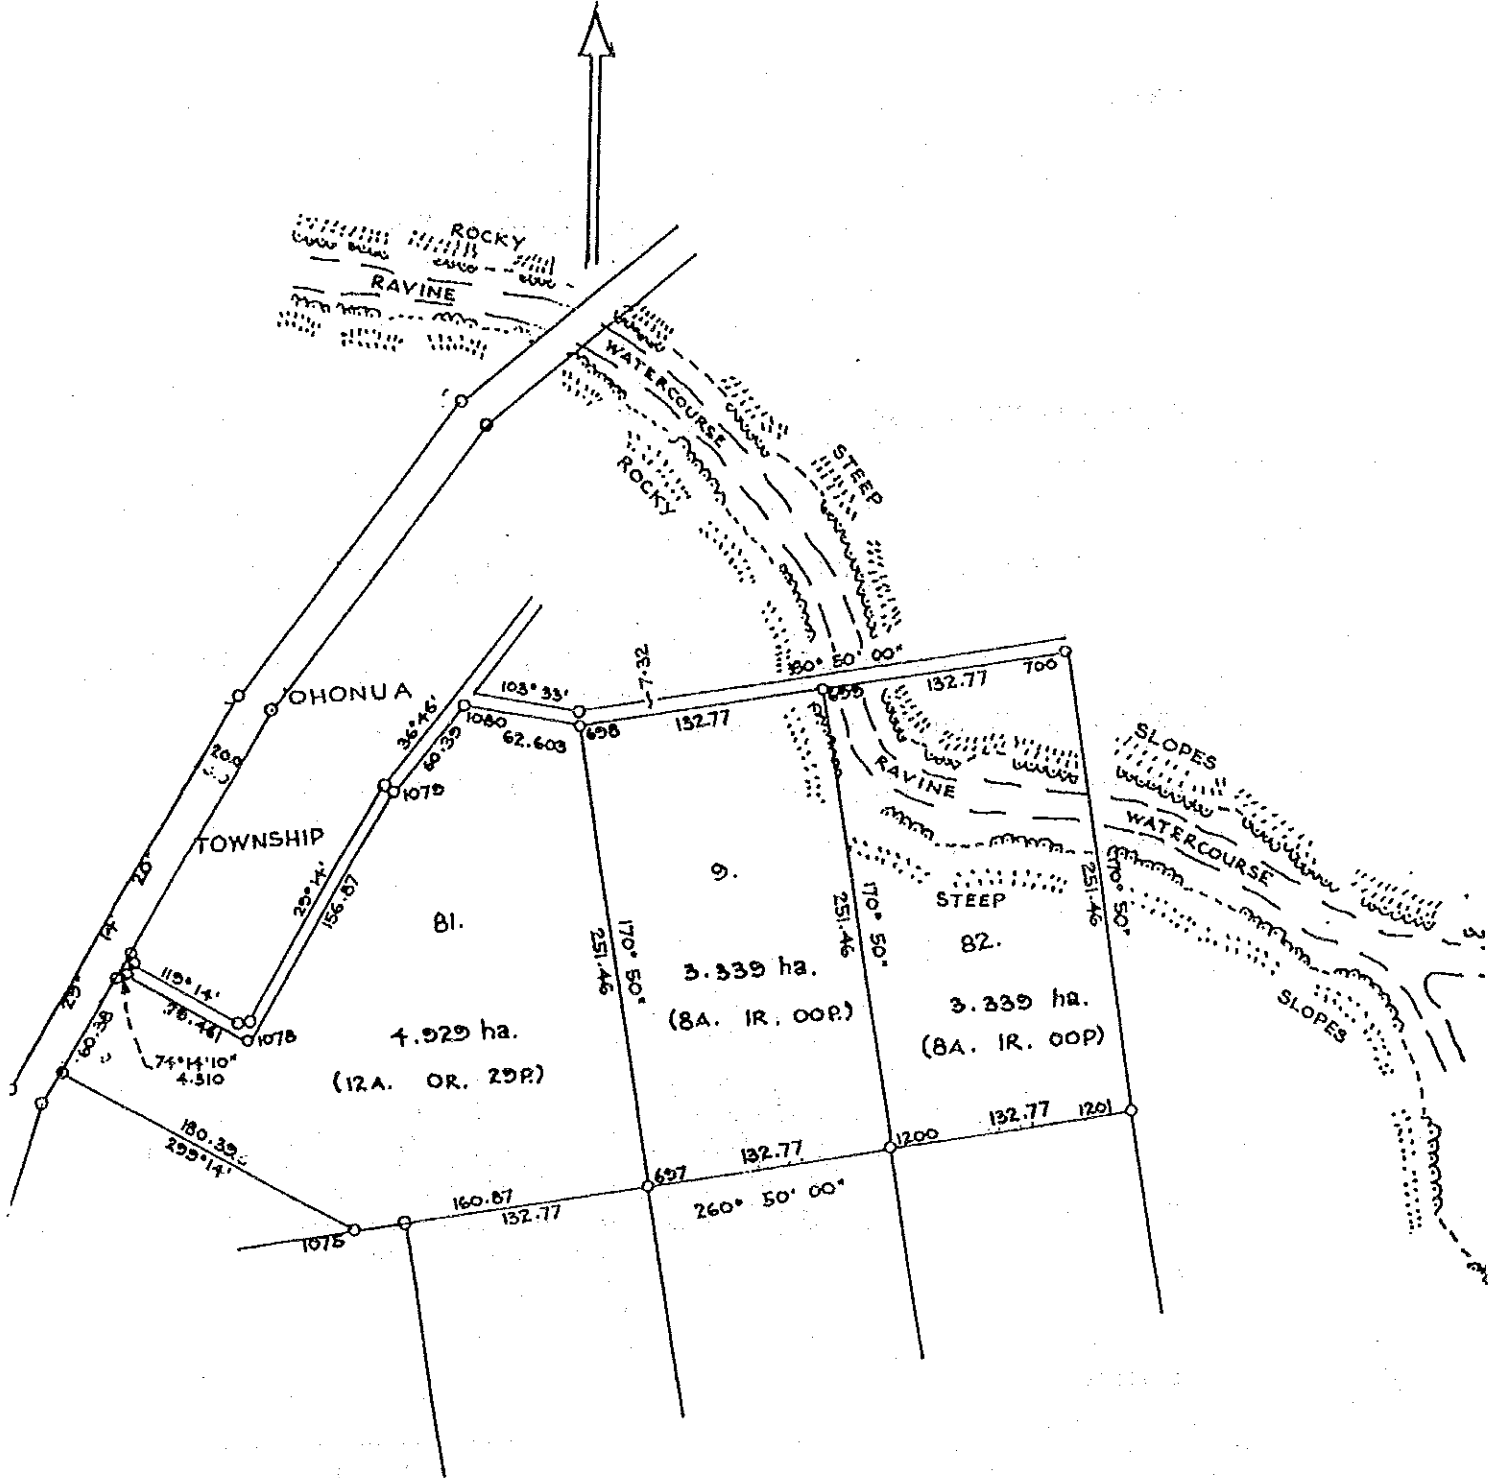 ROCKY
RAVINE
WATERCOURSE
ROCKY
STEEP
80° 50' 00"
7.32
103° 33'
OHONUA
36°46'
60.39
1080
62.603
698
132.77
699
132.77
700
1079
20.0
TOWNSHIP
29°14'
156.87
81.
9.
170° 50"
251.46
170° 50"
251.46
170° 50"
251.46
RAVINE
SLOPES
WATERCOURSE
STEEP
82.
SLOPES
3.339 ha.
(8A. 1R. 00P.)
3.339 ha.
(8A. 1R. 00P)
4.929 ha.
(12A. 0R. 29P.)
20"
14'
29°
60.38
119°14'
78.461
1078
74°14'10"
4.310
180.39
299°14'
1075
160.87
132.77
697
132.77
260° 50' 00"
1200
132.77
1201